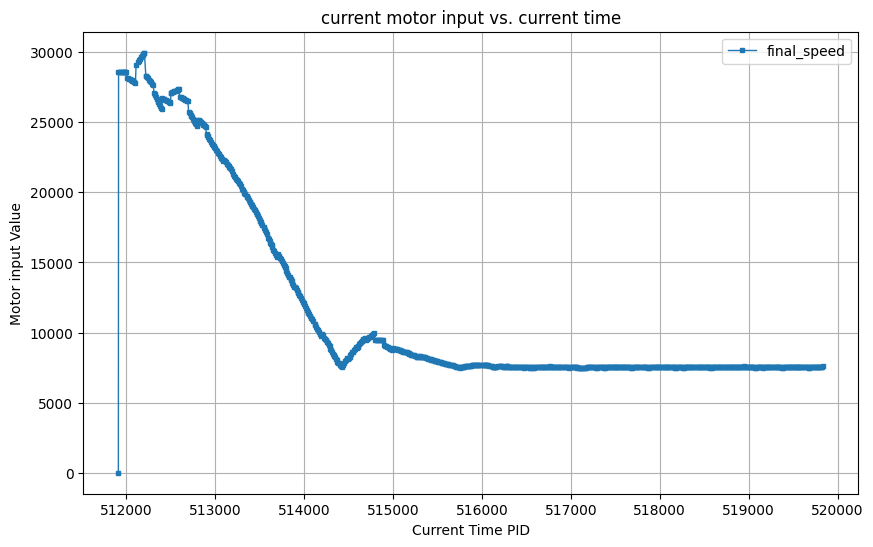 current motor input vs. current time
final_speed
30000
25000
20000
15000
10000
5000
0
Motor input Value
512000 513000 514000 515000 516000 517000 518000 519000 520000
Current Time PID